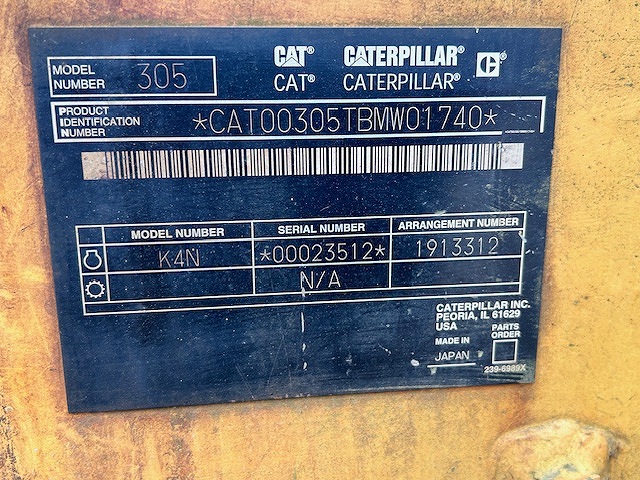 MODEL NUMBER 305
CAT® CATERPILLAR® C
CAT® CATERPILLAR®
PRODUCT IDENTIFICATION NUMBER *CAT00305TBMW01740*
MODEL NUMBER SERIAL NUMBER ARRANGEMENT NUMBER
K4N *00023512* 1913312
N/A
CATERPILLAR INC.
PEORIA, IL 61629
USA PARTS ORDER
MADE IN
JAPAN
239-6989X